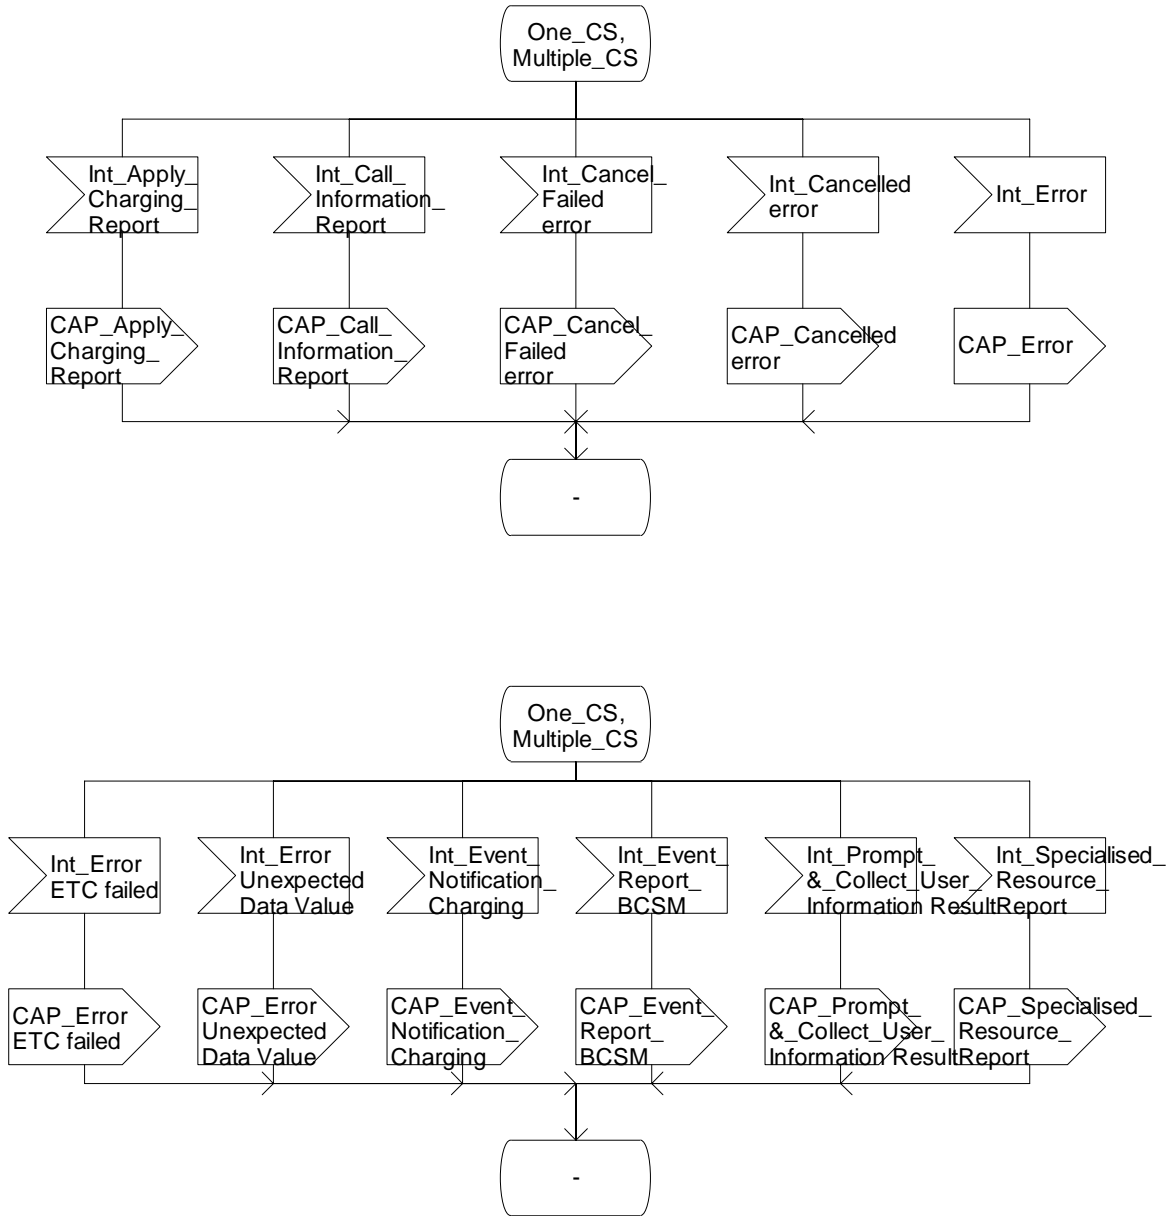 One_CS,
Multiple_CS
Int_Apply_
Charging_
Report
Int_Call_
Information_
Report
Int_Cancel_
Failed
error
Int_Cancelled
error
Int_Error
CAP_Apply_
Charging_
Report
CAP_Call_
Information_
Report
CAP_Cancel_
Failed
error
CAP_Cancelled
error
CAP_Error
-
One_CS,
Multiple_CS
Int_Error
ETC failed
Int_Error
Unexpected
Data Value
Int_Event_
Notification_
Charging
Int_Event_
Report_
BCSM
Int_Prompt_
&_Collect_User_
Information Result
Int_Specialised_
Resource_
Report
CAP_Error
ETC failed
CAP_Error
Unexpected
Data Value
CAP_Event_
Notification_
Charging
CAP_Event_
Report_
BCSM
CAP_Prompt_
&_Collect_User_
Information Result
CAP_Specialised_
Resource_
Report
-